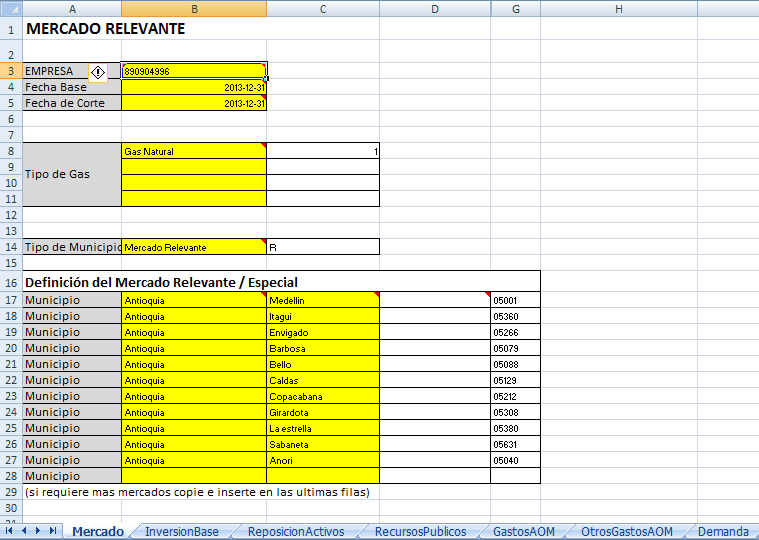 A B C D G H
1 MERCADO RELEVANTE
2
3 EMPRESA 890904996
4 Fecha Base 2013-12-31
5 Fecha de Corte 2013-12-31
6
7
8 Gas Natural 1
9 Tipo de Gas
10
11
12
13
14 Tipo de Municipio Mercado Relevante R
15
16 Definición del Mercado Relevante / Especial
17 Municipio Antioquia Medellin 05001
18 Municipio Antioquia Itagui 05360
19 Municipio Antioquia Envigado 05266
20 Municipio Antioquia Barbosa 05079
21 Municipio Antioquia Bello 05088
22 Municipio Antioquia Caldas 05129
23 Municipio Antioquia Copacabana 05212
24 Municipio Antioquia Girardota 05308
25 Municipio Antioquia La estrella 05380
26 Municipio Antioquia Sabaneta 05631
27 Municipio Antioquia Anori 05040
28 Municipio
29 (si requiere mas mercados copie e inserte en las ultimas filas)
30
31
Mercado InversionBase ReposicionActivos RecursosPublicos GastosAOM OtrosGastosAOM Demanda